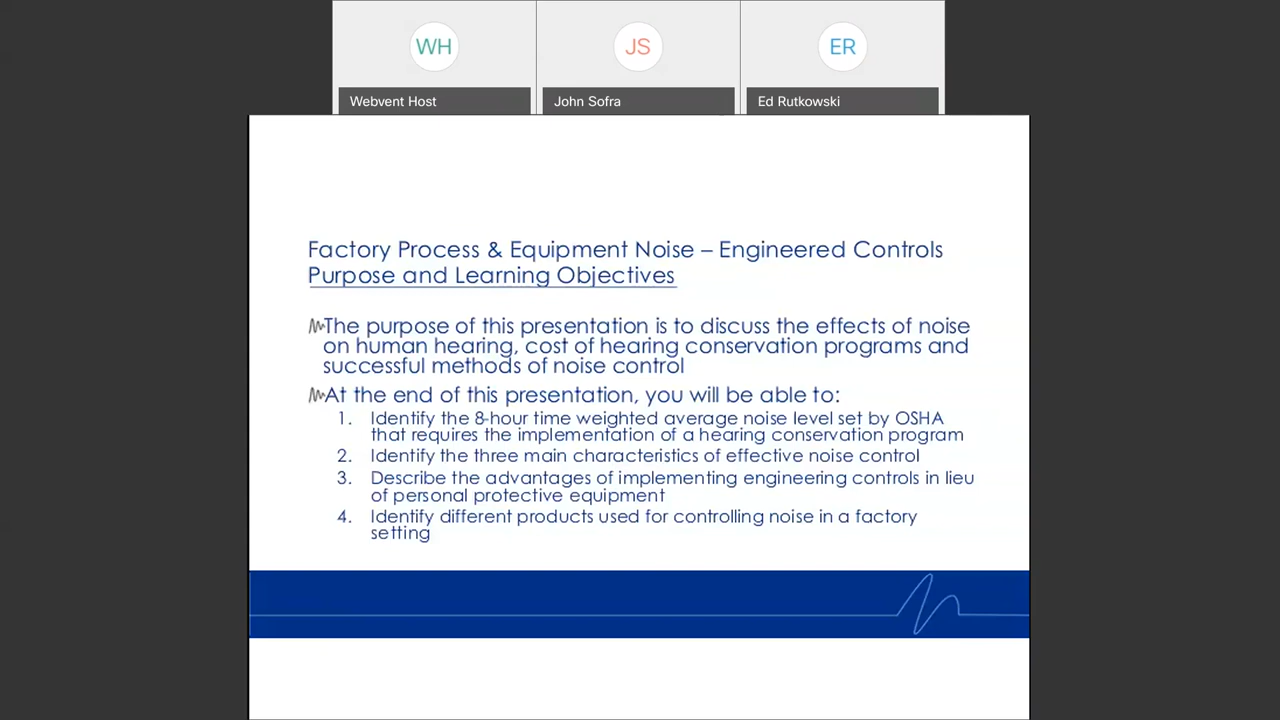 WH
JS
ER
Webvent Host
John Sofra
Ed Rutkowski
Factory Process & Equipment Noise – Engineered Controls
Purpose and Learning Objectives
The purpose of this presentation is to discuss the effects of noise
on human hearing, cost of hearing conservation programs and
successful methods of noise control
At the end of this presentation, you will be able to:
1. Identify the 8-hour time weighted average noise level set by OSHA
that requires the implementation of a hearing conservation program
2. Identify the three main characteristics of effective noise control
3. Describe the advantages of implementing engineering controls in lieu
of personal protective equipment
4. Identify different products used for controlling noise in a factory
setting